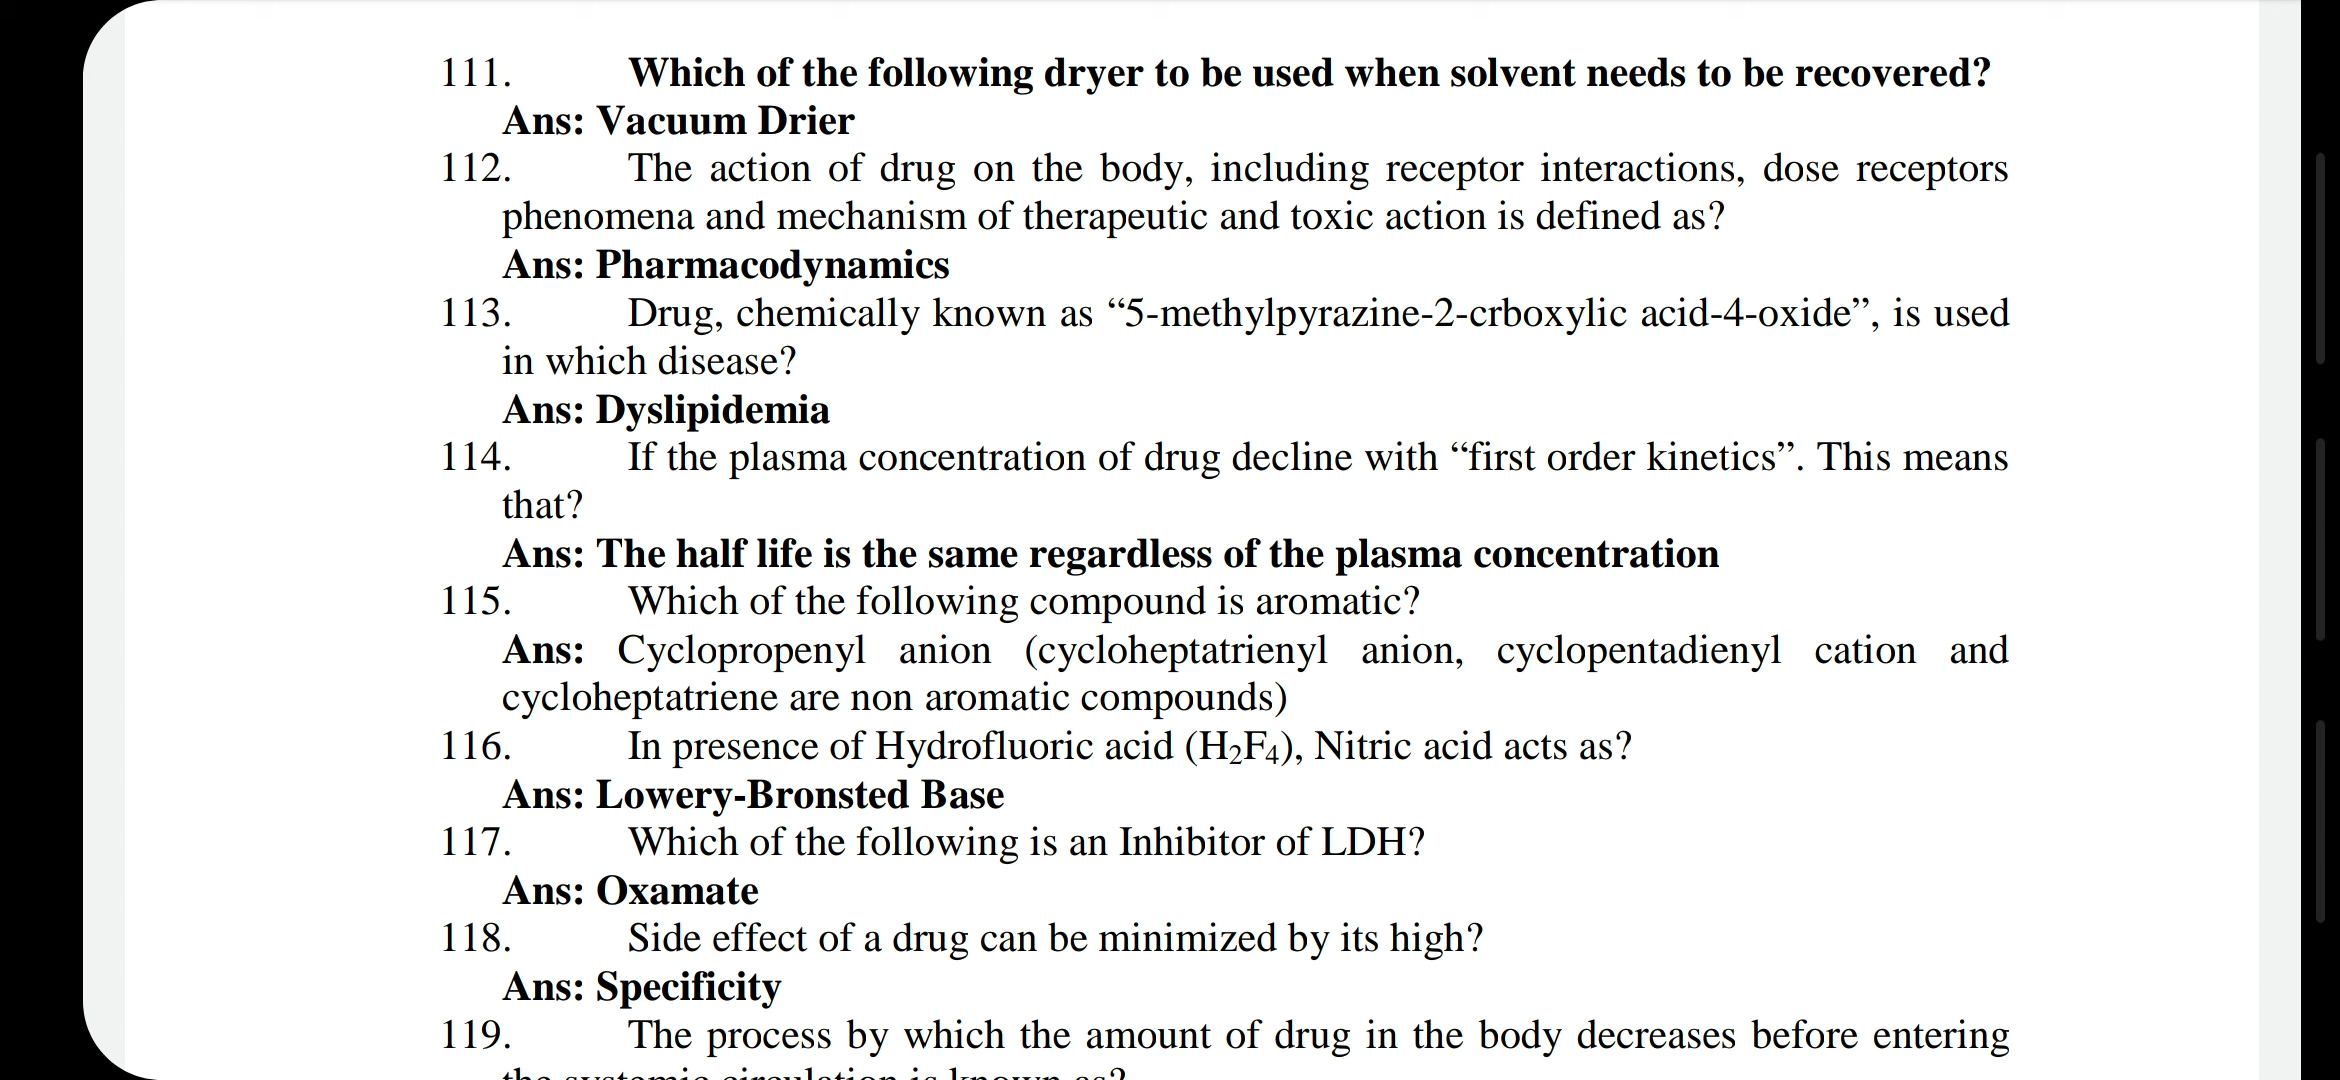 111. Which of the following dryer to be used when solvent needs to be recovered?
Ans: Vacuum Drier
112. The action of drug on the body, including receptor interactions, dose receptors
phenomena and mechanism of therapeutic and toxic action is defined as?
Ans: Pharmacodynamics
113. Drug, chemically known as “5-methylpyrazine-2-crboxylic acid-4-oxide”, is used
in which disease?
Ans: Dyslipidemia
114. If the plasma concentration of drug decline with “first order kinetics”. This means
that?
Ans: The half life is the same regardless of the plasma concentration
115. Which of the following compound is aromatic?
Ans: Cyclopropenyl anion (cycloheptatrienyl anion, cyclopentadienyl cation and
cycloheptatriene are non aromatic compounds)
116. In presence of Hydrofluoric acid (H₂F₄), Nitric acid acts as?
Ans: Lowery-Bronsted Base
117. Which of the following is an Inhibitor of LDH?
Ans: Oxamate
118. Side effect of a drug can be minimized by its high?
Ans: Specificity
119. The process by which the amount of drug in the body decreases before entering
the systemic circulation is known as?